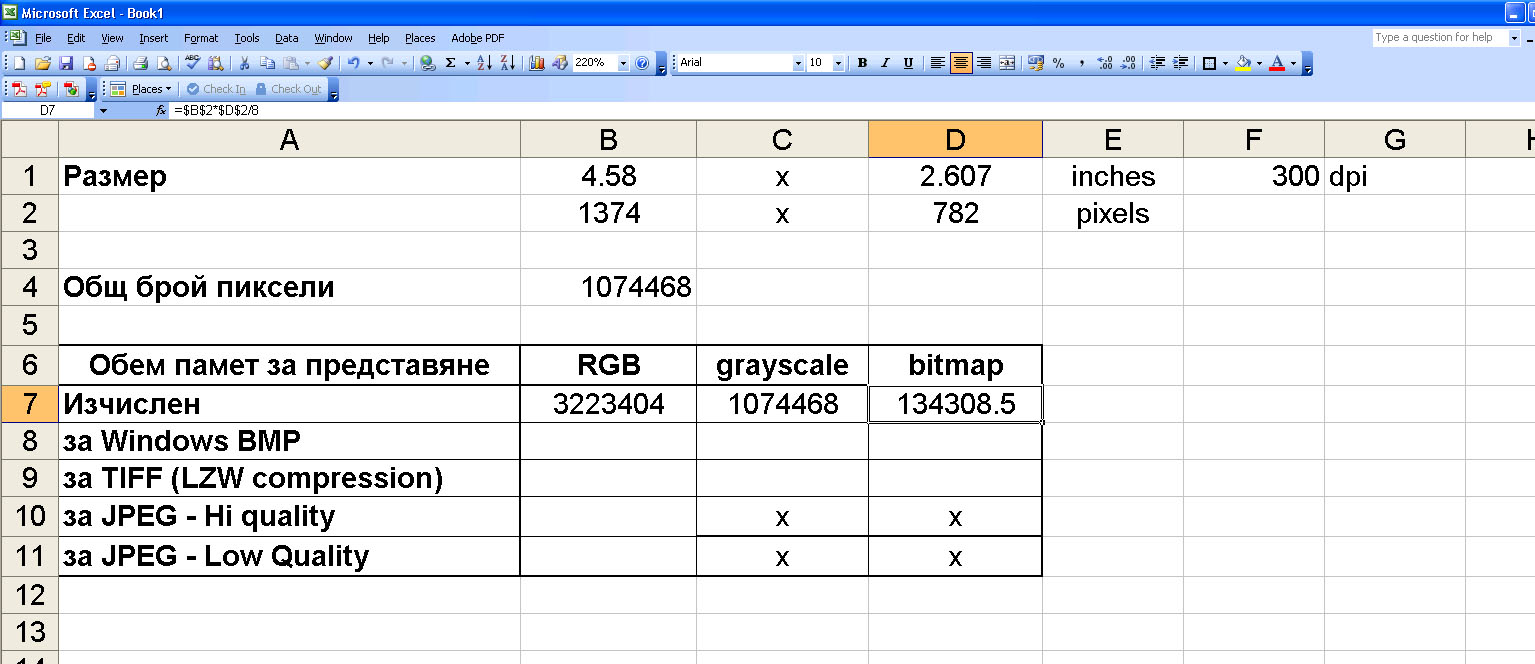 Microsoft Excel - Book1
File Edit View Insert Format Tools Data Window Help Places Adobe PDF Type a question for help
220% Arial 10 B I U
Places Check In Check Out
D7 fx =$B$2*$D$2/8
A B C D E F G H
1 Размер 4.58 x 2.607 inches 300 dpi
2 1374 x 782 pixels
3
4 Общ брой пиксели 1074468
5
6 Обем памет за представяне RGB grayscale bitmap
7 Изчислен 3223404 1074468 134308.5
8 за Windows BMP
9 за TIFF (LZW compression)
10 за JPEG - Hi quality x x
11 за JPEG - Low Quality x x
12
13
14